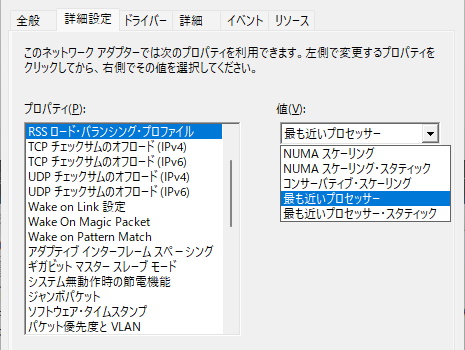 全般 詳細設定 ドライバー 詳細 イベント リソース
このネットワーク アダプターでは次のプロパティを利用できます。左側で変更するプロパティを
クリックしてから、右側でその値を選択してください。
プロパティ(P): 値(V):
RSS ロード・バランシング・プロファイル
TCP チェックサムのオフロード (IPv4)
TCP チェックサムのオフロード (IPv6)
UDP チェックサムのオフロード (IPv4)
UDP チェックサムのオフロード (IPv6)
Wake on Link 設定
Wake On Magic Packet
Wake on Pattern Match
アダプティブ インターフレーム スペーシング
ギガビット マスター スレーブ モード
システム無動作時の節電機能
ジャンボパケット
ソフトウェア・タイムスタンプ
パケット優先度と VLAN
最も近いプロセッサー
NUMA スケーリング
NUMA スケーリング・スタティック
コンサーバティブ・スケーリング
最も近いプロセッサー
最も近いプロセッサー・スタティック